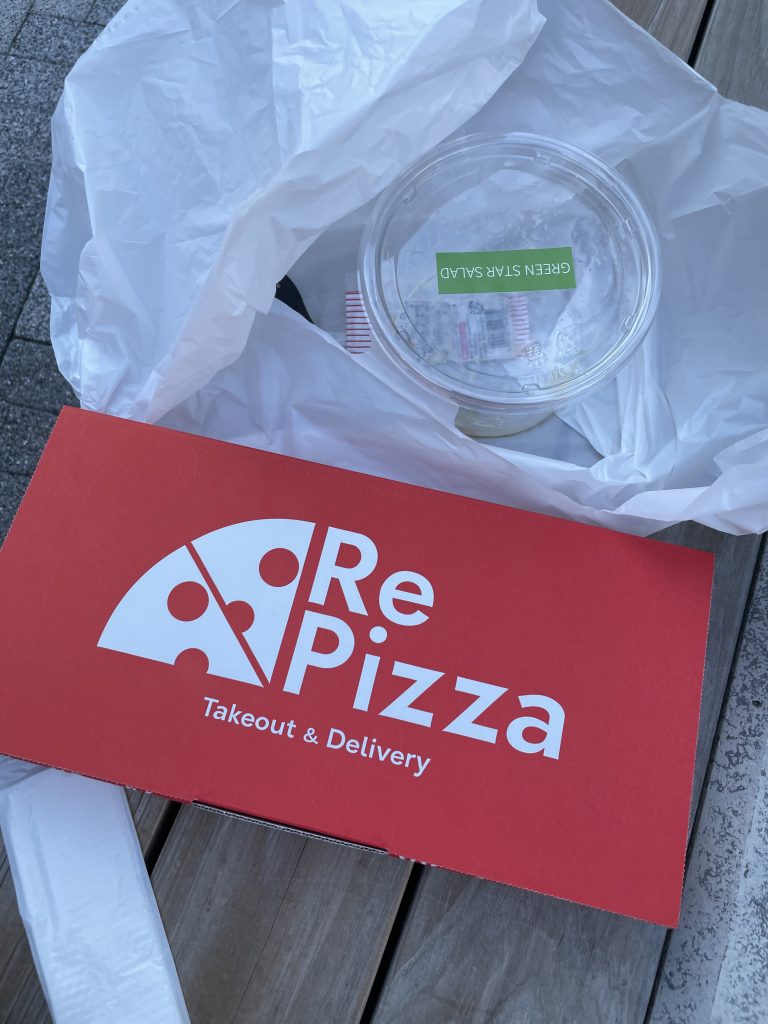 GREEN STAR SALAD
Re
Pizza
Takeout & Delivery